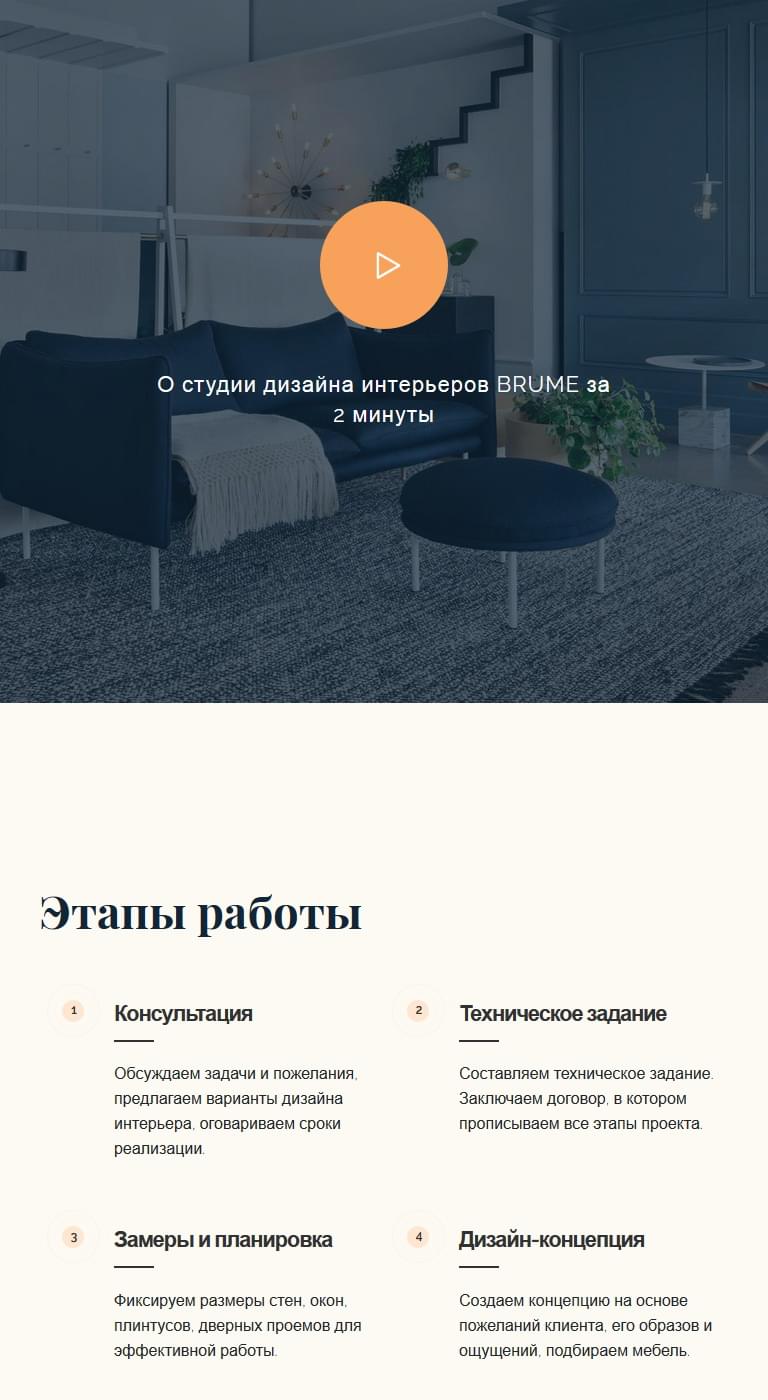 О студии дизайна интерьеров BRUME за
2 минуты
Этапы работы
1
Консультация
Обсуждаем задачи и пожелания,
предлагаем варианты дизайна
интерьера, оговариваем сроки
реализации.
2
Техническое задание
Составляем техническое задание.
Заключаем договор, в котором
прописываем все этапы проекта.
3
Замеры и планировка
Фиксируем размеры стен, окон,
плинтусов, дверных проемов для
эффективной работы.
4
Дизайн-концепция
Создаем концепцию на основе
пожеланий клиента, его образов и
ощущений, подбираем мебель.